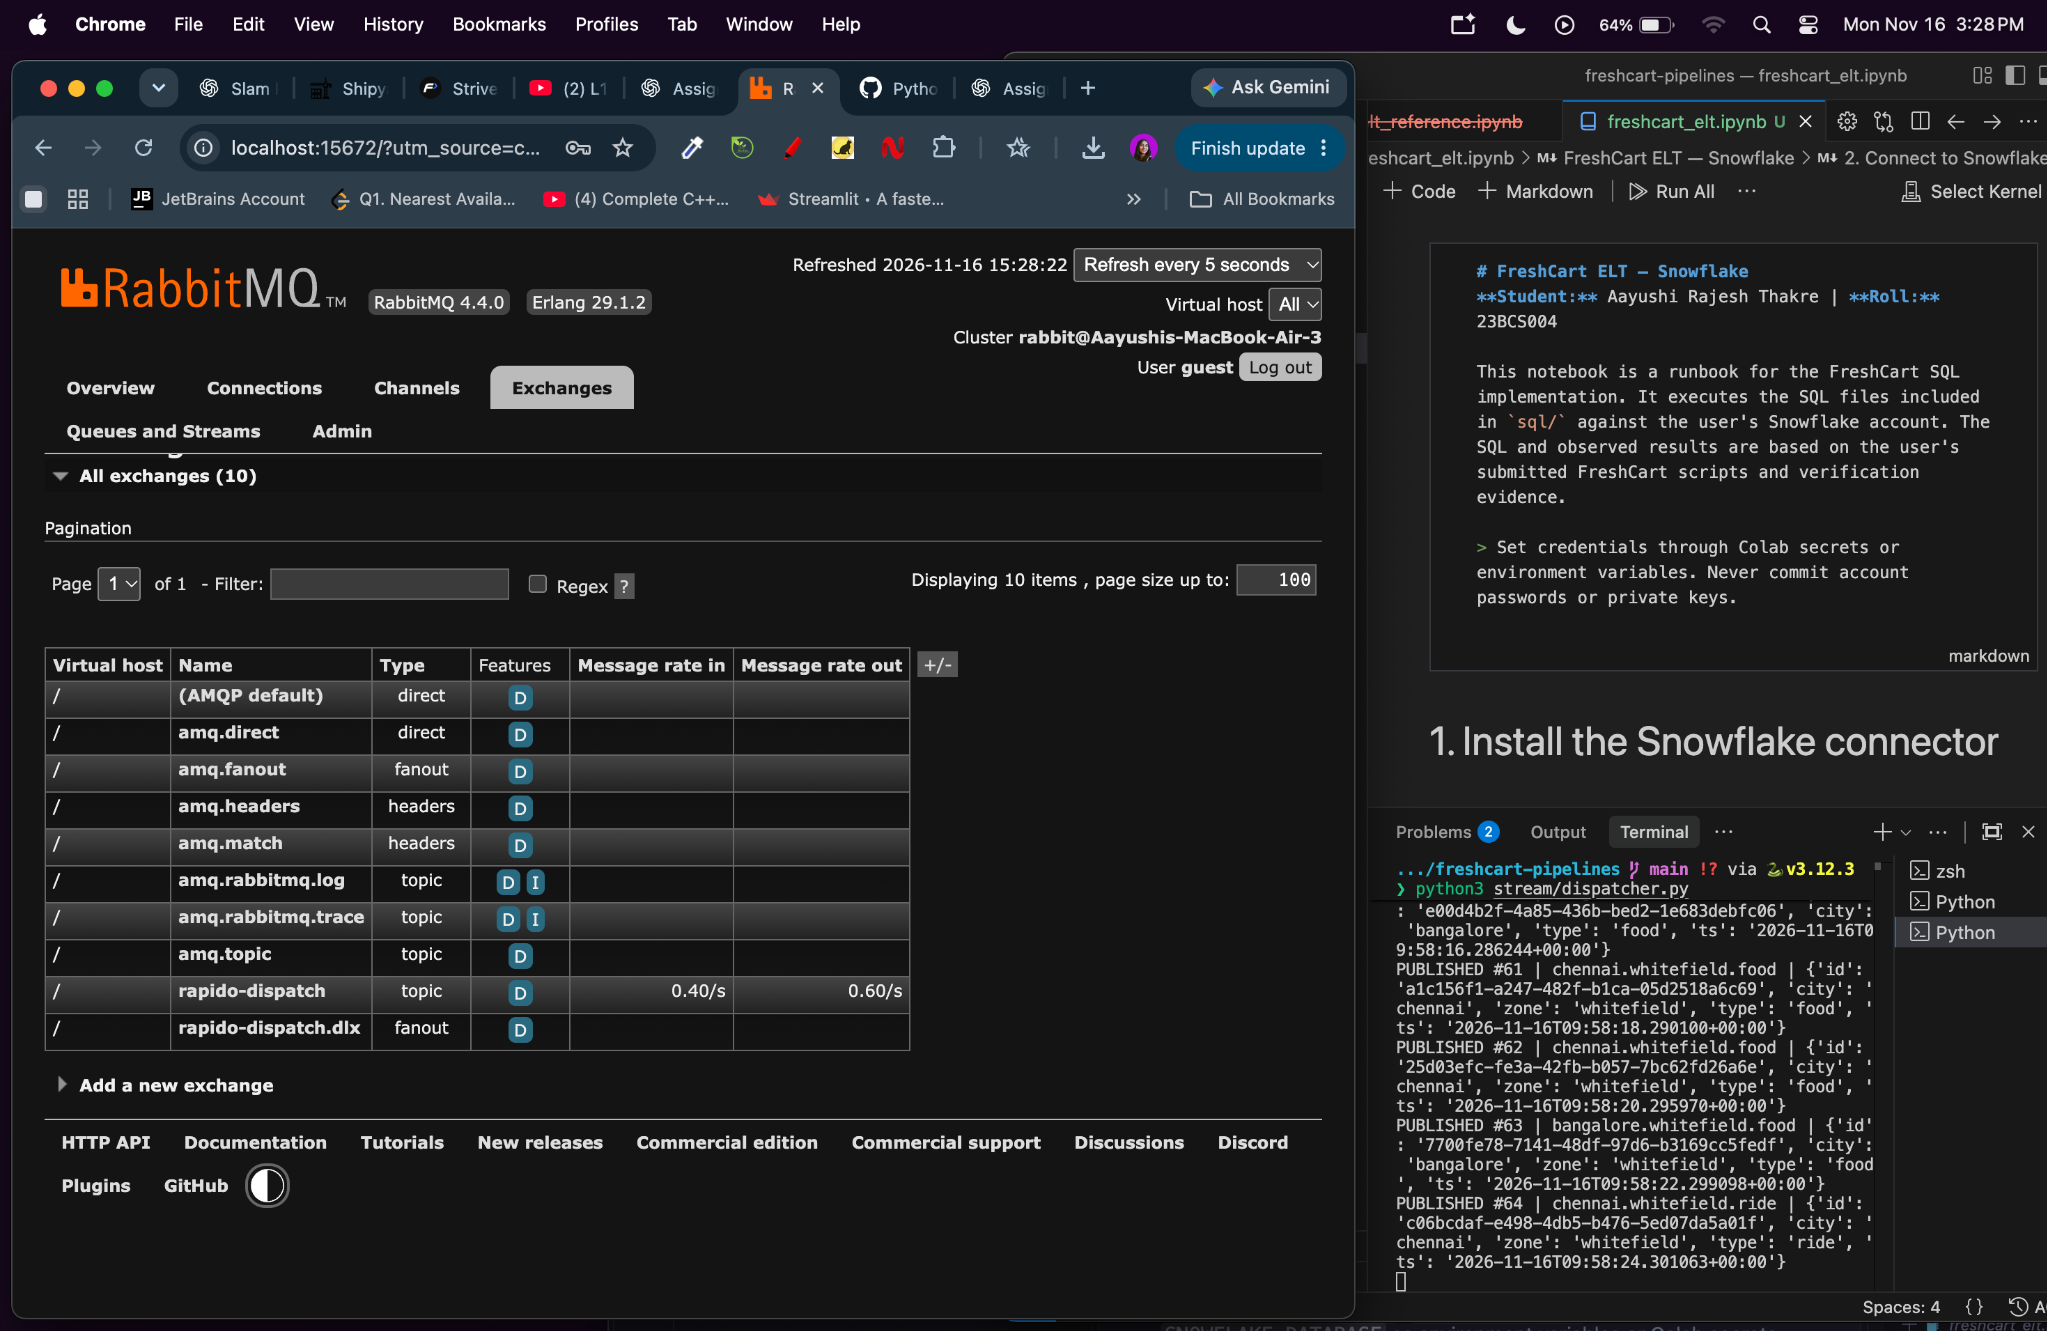 Chrome File Edit View History Bookmarks Profiles Tab Window Help 64% Mon Nov 16 3:28 PM
Slam Shipy Strive (2) L1 Assig R Pytho Assig Ask Gemini
localhost:15672/?utm_source=c... Finish update
JB JetBrains Account Q1. Nearest Availa... (4) Complete C++... Streamlit • A faste... » All Bookmarks
RabbitMQ TM RabbitMQ 4.4.0 Erlang 29.1.2
Refreshed 2026-11-16 15:28:22 Refresh every 5 seconds
Virtual host All
Cluster rabbit@Aayushis-MacBook-Air-3
User guest Log out
Overview Connections Channels Exchanges
Queues and Streams Admin
All exchanges (10)
Pagination
Page 1 of 1 - Filter: Regex ? Displaying 10 items , page size up to: 100
Virtual host Name Type Features Message rate in Message rate out +/-
/ (AMQP default) direct D
/ amq.direct direct D
/ amq.fanout fanout D
/ amq.headers headers D
/ amq.match headers D
/ amq.rabbitmq.log topic D I
/ amq.rabbitmq.trace topic D I
/ amq.topic topic D
/ rapido-dispatch topic D 0.40/s 0.60/s
/ rapido-dispatch.dlx fanout D
Add a new exchange
HTTP API Documentation Tutorials New releases Commercial edition Commercial support Discussions Discord
Plugins GitHub
freshcart-pipelines — freshcart_elt.ipynb
lt_reference.ipynb freshcart_elt.ipynb U
eshcart_elt.ipynb > M↓ FreshCart ELT — Snowflake > M↓ 2. Connect to Snowflake
+ Code + Markdown Run All ··· Select Kernel
# FreshCart ELT — Snowflake
**Student:** Aayushi Rajesh Thakre | **Roll:**
23BCS004
This notebook is a runbook for the FreshCart SQL
implementation. It executes the SQL files included
in `sql/` against the user's Snowflake account. The
SQL and observed results are based on the user's
submitted FreshCart scripts and verification
evidence.
> Set credentials through Colab secrets or
environment variables. Never commit account
passwords or private keys.
markdown
1. Install the Snowflake connector
Problems 2 Output Terminal ···
.../freshcart-pipelines main !? via v3.12.3
❯ python3 stream/dispatcher.py
: 'e00d4b2f-4a85-436b-bed2-1e683debfc06', 'city':
'bangalore', 'type': 'food', 'ts': '2026-11-16T0
9:58:16.286244+00:00'}
PUBLISHED #61 | chennai.whitefield.food | {'id':
'a1c156f1-a247-482f-b1ca-05d2518a6c69', 'city': '
chennai', 'zone': 'whitefield', 'type': 'food', '
ts': '2026-11-16T09:58:18.290100+00:00'}
PUBLISHED #62 | chennai.whitefield.food | {'id':
'25d03efc-fe3a-42fb-b057-7bc62fd26a6e', 'city': '
chennai', 'zone': 'whitefield', 'type': 'food', '
ts': '2026-11-16T09:58:20.295970+00:00'}
PUBLISHED #63 | bangalore.whitefield.food | {'id'
: '7700fe78-7141-48df-97d6-b3169cc5fedf', 'city':
'bangalore', 'zone': 'whitefield', 'type': 'food
', 'ts': '2026-11-16T09:58:22.299098+00:00'}
PUBLISHED #64 | chennai.whitefield.ride | {'id':
'c06bcdaf-e498-4db5-b476-5ed07da5a01f', 'city': '
chennai', 'zone': 'whitefield', 'type': 'ride', '
ts': '2026-11-16T09:58:24.301063+00:00'}
zsh
Python
Python
Spaces: 4 {}